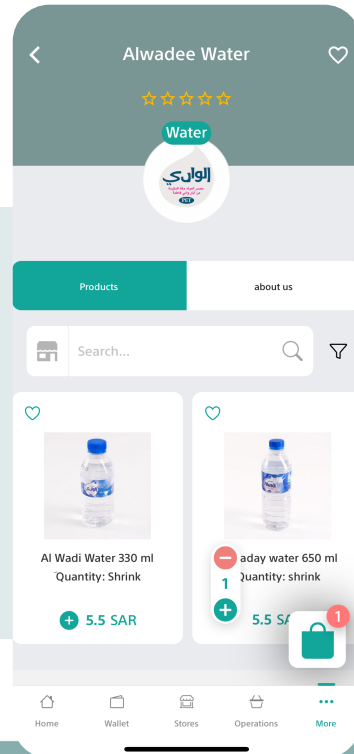 Alwadee Water
Water
الوادي
PET
Products
about us
Search...
Al Wadi Water 330 ml
Quantity: Shrink
5.5 SAR
aday water 650 ml
Quantity: shrink
1
5.5 SA
1
Home
Wallet
Stores
Operations
More